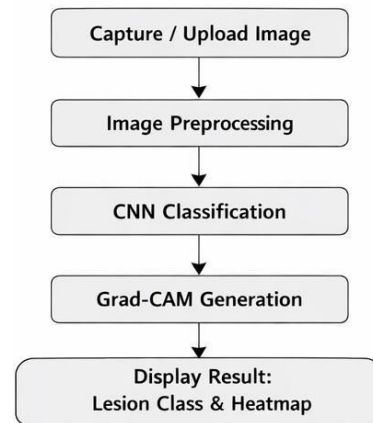 Capture / Upload Image
Image Preprocessing
CNN Classification
Grad-CAM Generation
Display Result:
Lesion Class & Heatmap